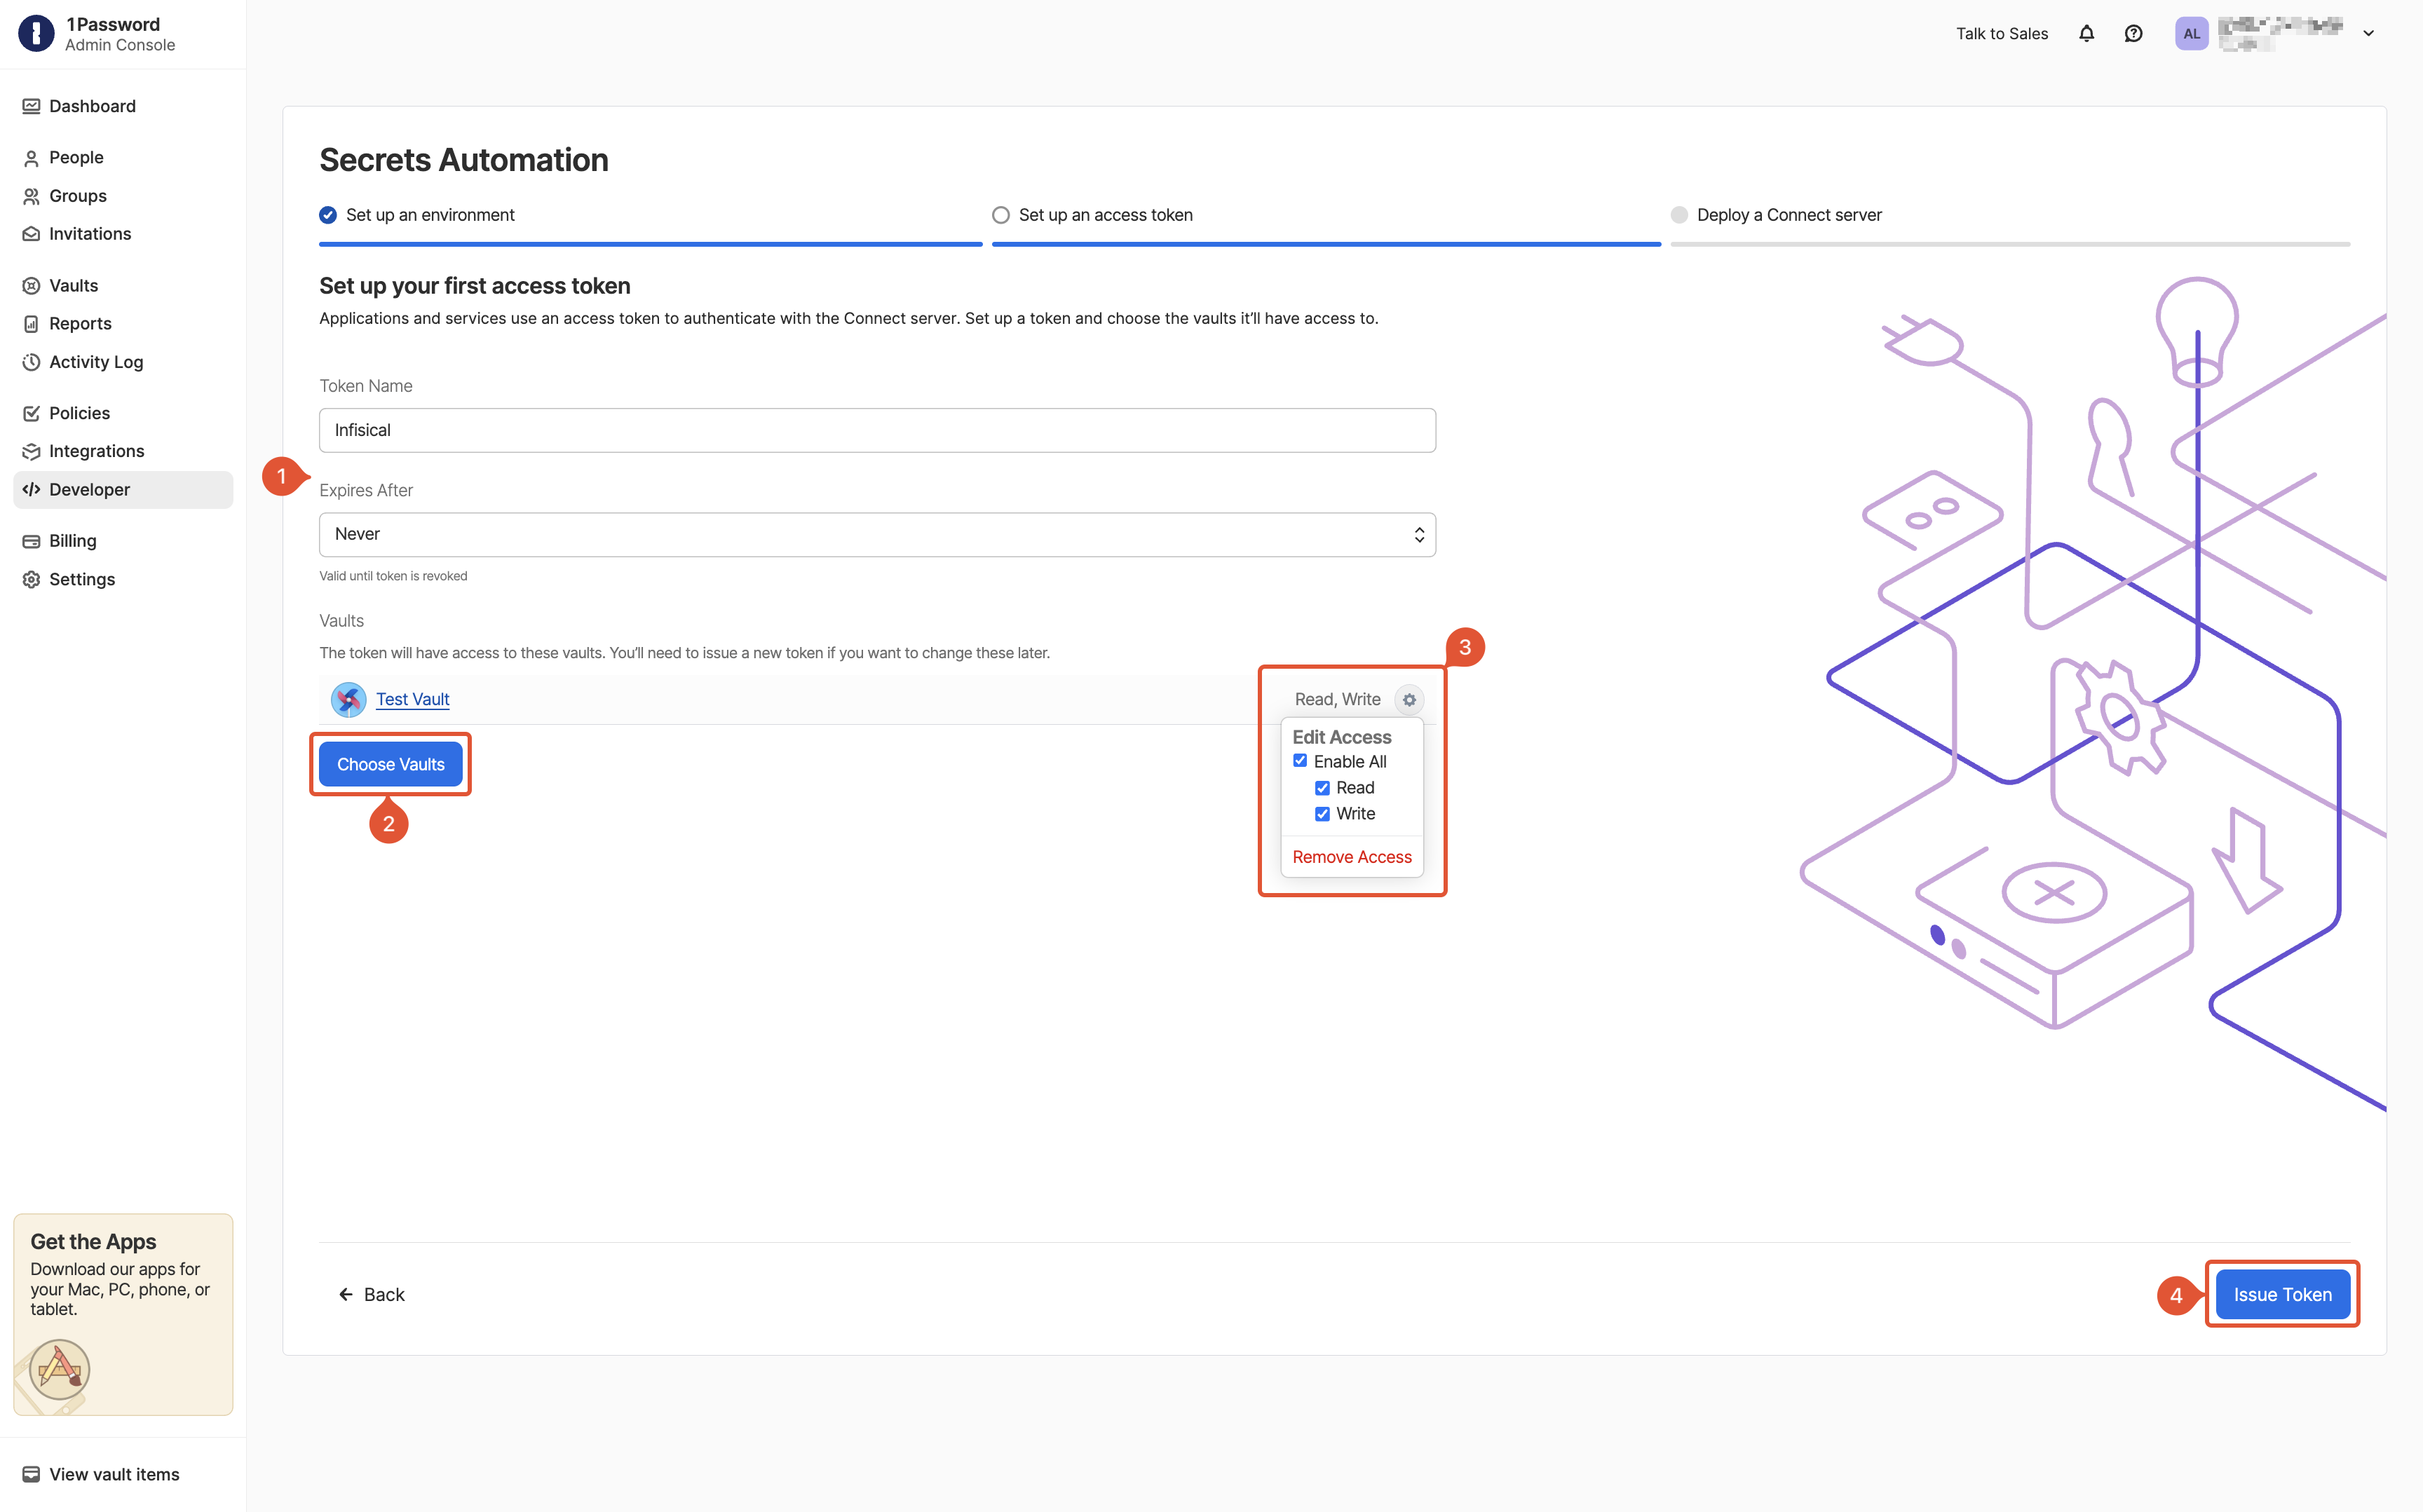 1Password
Admin Console
Talk to Sales
AL
Dashboard
People
Groups
Invitations
Vaults
Reports
Activity Log
Policies
Integrations
Developer
Billing
Settings
Get the Apps
Download our apps for
your Mac, PC, phone, or
tablet.
View vault items
Secrets Automation
Set up an environment
Set up an access token
Deploy a Connect server
Set up your first access token
Applications and services use an access token to authenticate with the Connect server. Set up a token and choose the vaults it'll have access to.
Token Name
Infisical
1
Expires After
Never
Valid until token is revoked
Vaults
The token will have access to these vaults. You'll need to issue a new token if you want to change these later.
3
Test Vault
Read, Write
Edit Access
Enable All
Read
Write
Remove Access
Choose Vaults
2
Back
4
Issue Token